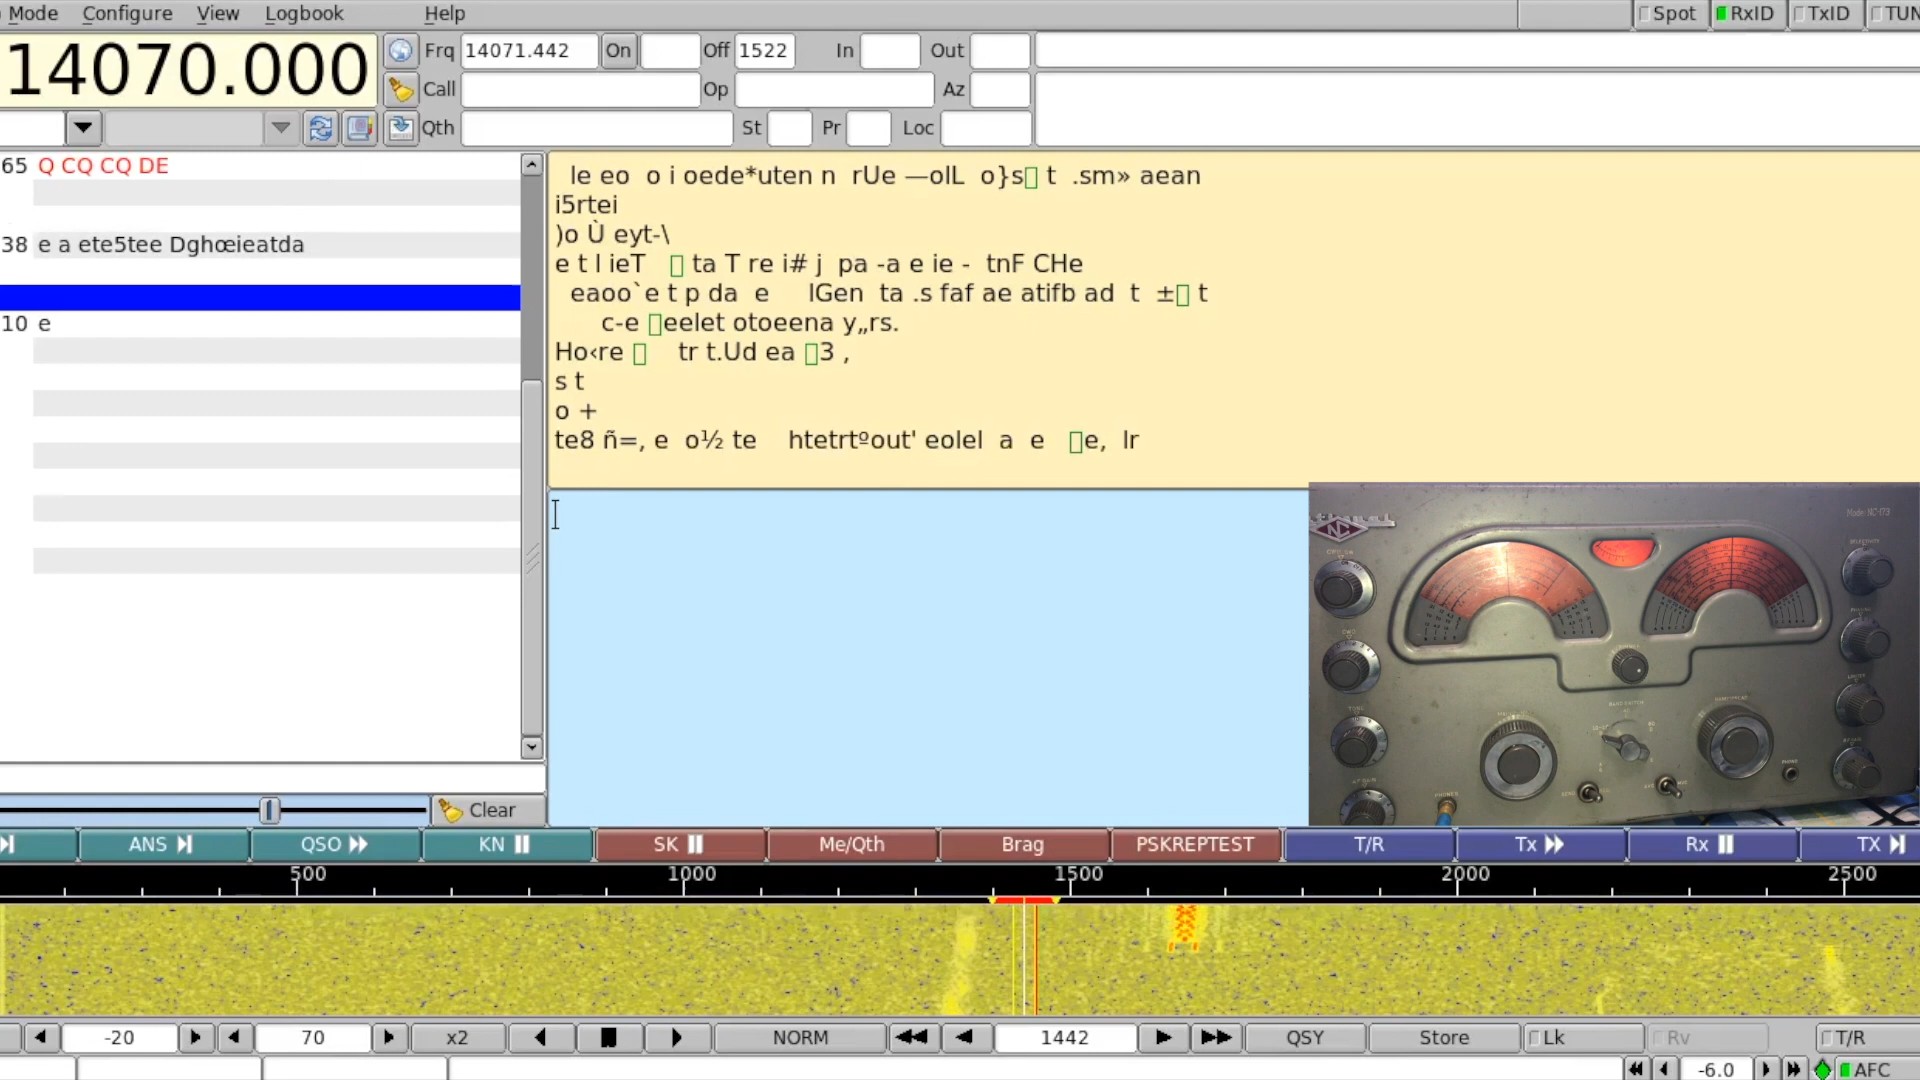 Mode Configure View Logbook Help Spot RxID TxID TUN
14070.000
Frq 14071.442 On Off 1522 In Out
Call Op Az
Qth St Pr Loc
65 Q CQ CQ DE
38 e a ete5tee Dghœieatda
10 e
le eo o i oede*uten n rUe —olL o}s▯ t .sm» aean
i5rtei
)o Ù eyt-\
e t l ieT ▯ ta T re i# j pa -a e ie - tnF CHe
eaoo`e t p da e lGen ta .s faf ae atifb ad t ±▯ t
c-e ▯eelet otoeena y„rs.
Ho‹re ▯ tr t.Ud ea ▯3 ,
s t
o +
te8 ñ=, e o½ te htetrtºout' eolel a e ▯e, lr
NC
Clear
ANS QSO KN SK Me/Qth Brag PSKREPTEST T/R Tx Rx TX
500 1000 1500 2000 2500
-20 70 x2 NORM 1442 QSY Store Lk Rv T/R
-6.0 AFC